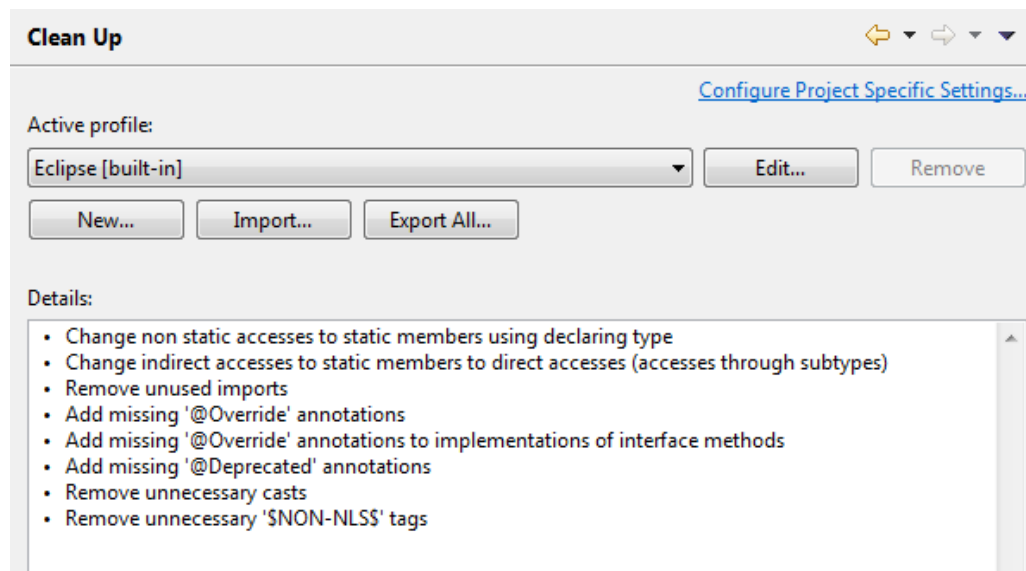 Clean Up
Configure Project Specific Settings...
Active profile:
Eclipse [built-in]
Edit...
Remove
New...
Import...
Export All...
Details:
• Change non static accesses to static members using declaring type
• Change indirect accesses to static members to direct accesses (accesses through subtypes)
• Remove unused imports
• Add missing '@Override' annotations
• Add missing '@Override' annotations to implementations of interface methods
• Add missing '@Deprecated' annotations
• Remove unnecessary casts
• Remove unnecessary '$NON-NLS$' tags